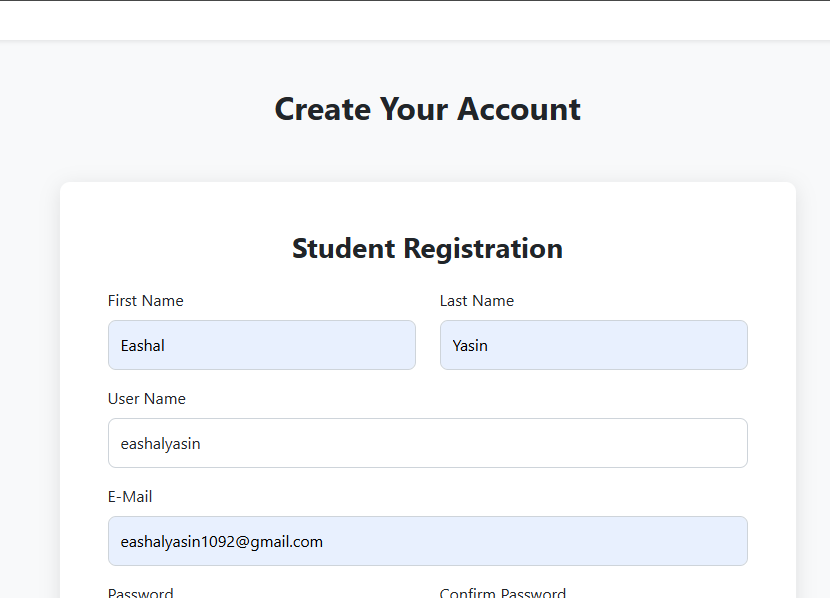 Create Your Account
Student Registration
First Name Last Name
Eashal Yasin
User Name
eashalyasin
E-Mail
eashalyasin1092@gmail.com
Password Confirm Password